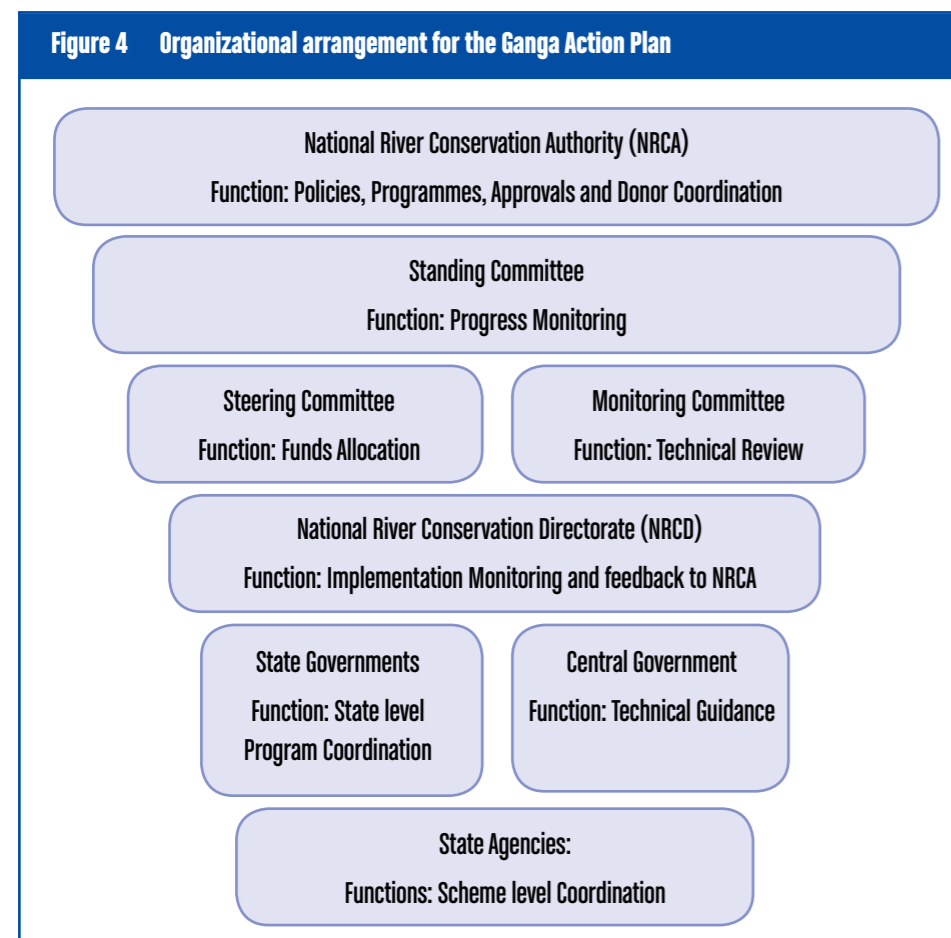 Figure 4 Organizational arrangement for the Ganga Action Plan
National River Conservation Authority (NRCA)
Function: Policies, Programmes, Approvals and Donor Coordination
Standing Committee
Function: Progress Monitoring
Steering Committee
Function: Funds Allocation
Monitoring Committee
Function: Technical Review
National River Conservation Directorate (NRCD)
Function: Implementation Monitoring and feedback to NRCA
State Governments
Function: State level
Program Coordination
Central Government
Function: Technical Guidance
State Agencies:
Functions: Scheme level Coordination